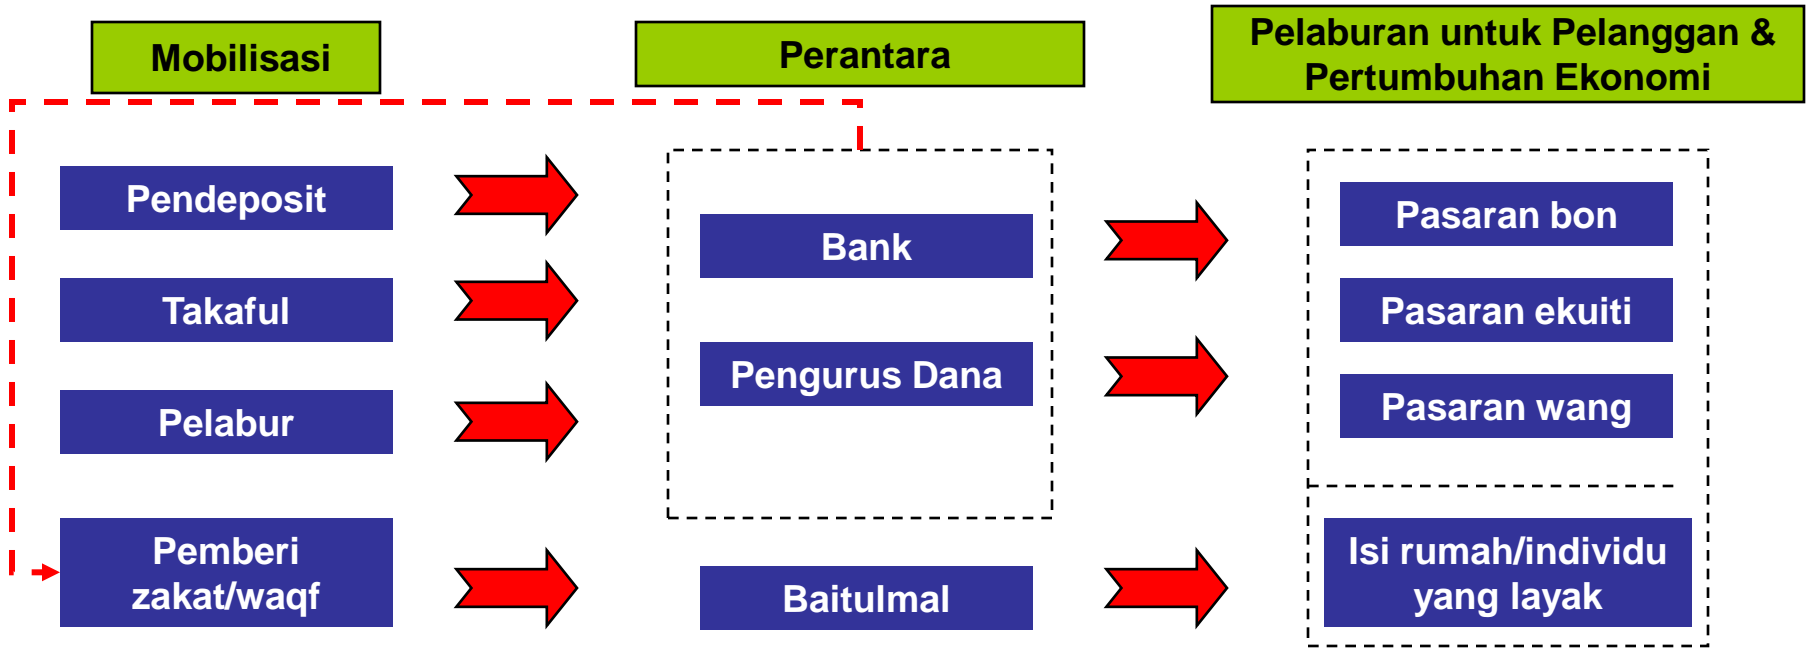 Mobilisasi
Perantara
Pelaburan untuk Pelanggan &
Pertumbuhan Ekonomi
Pendeposit
Takaful
Pelabur
Pemberi
zakat/waqf
Bank
Pengurus Dana
Baitulmal
Pasaran bon
Pasaran ekuiti
Pasaran wang
Isi rumah/individu
yang layak